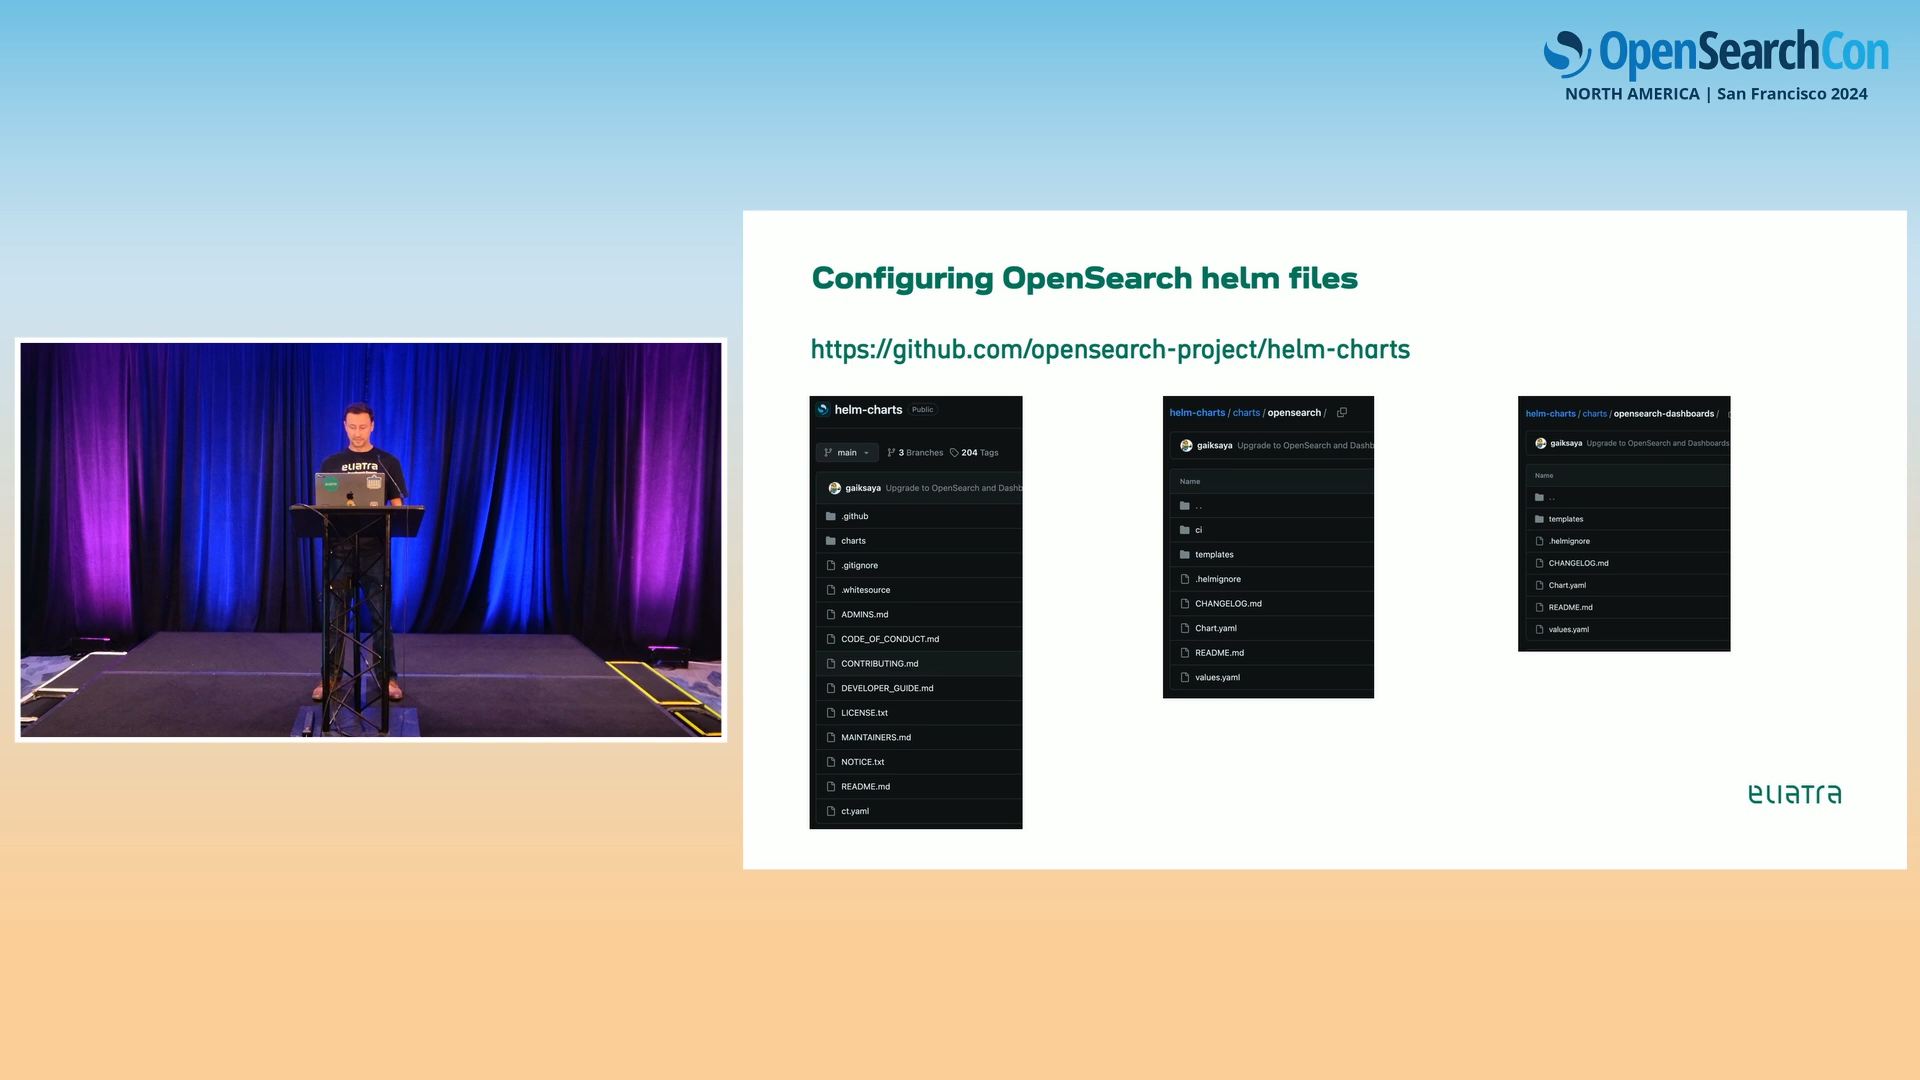 OpenSearchCon
NORTH AMERICA | San Francisco 2024
Configuring OpenSearch helm files
https://github.com/opensearch-project/helm-charts
helm-charts Public
main 3 Branches 204 Tags
gaiksaya Upgrade to OpenSearch and Dashb
.github
charts
.gitignore
.whitesource
ADMINS.md
CODE_OF_CONDUCT.md
CONTRIBUTING.md
DEVELOPER_GUIDE.md
LICENSE.txt
MAINTAINERS.md
NOTICE.txt
README.md
ct.yaml
helm-charts / charts / opensearch /
gaiksaya Upgrade to OpenSearch and Dashb
Name
..
ci
templates
.helmignore
CHANGELOG.md
Chart.yaml
README.md
values.yaml
helm-charts / charts / opensearch-dashboards /
gaiksaya Upgrade to OpenSearch and Dashboards
Name
..
templates
.helmignore
CHANGELOG.md
Chart.yaml
README.md
values.yaml
eliatra
eliatra